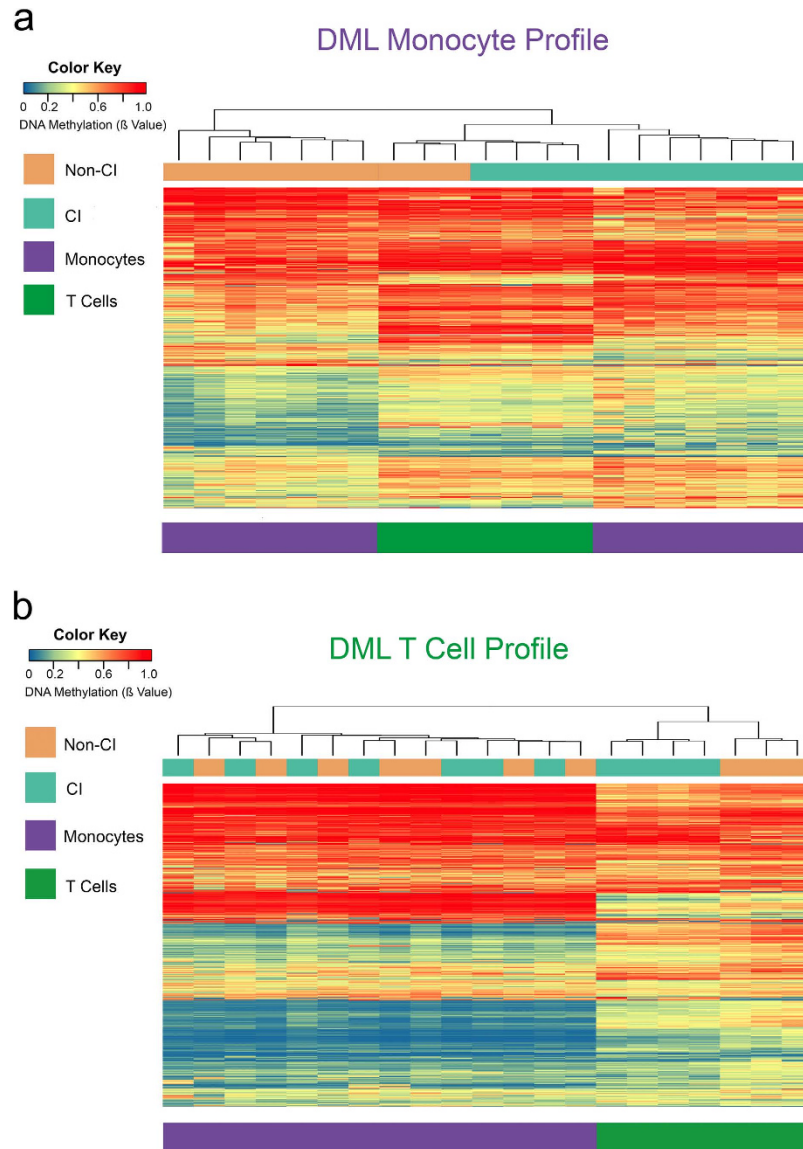 a
DML Monocyte Profile
Color Key
0 0.2 0.6 1.0
DNA Methylation (ß Value)
Non-CI
CI
Monocytes
T Cells
b
DML T Cell Profile
Color Key
0 0.2 0.6 1.0
DNA Methylation (ß Value)
Non-CI
CI
Monocytes
T Cells